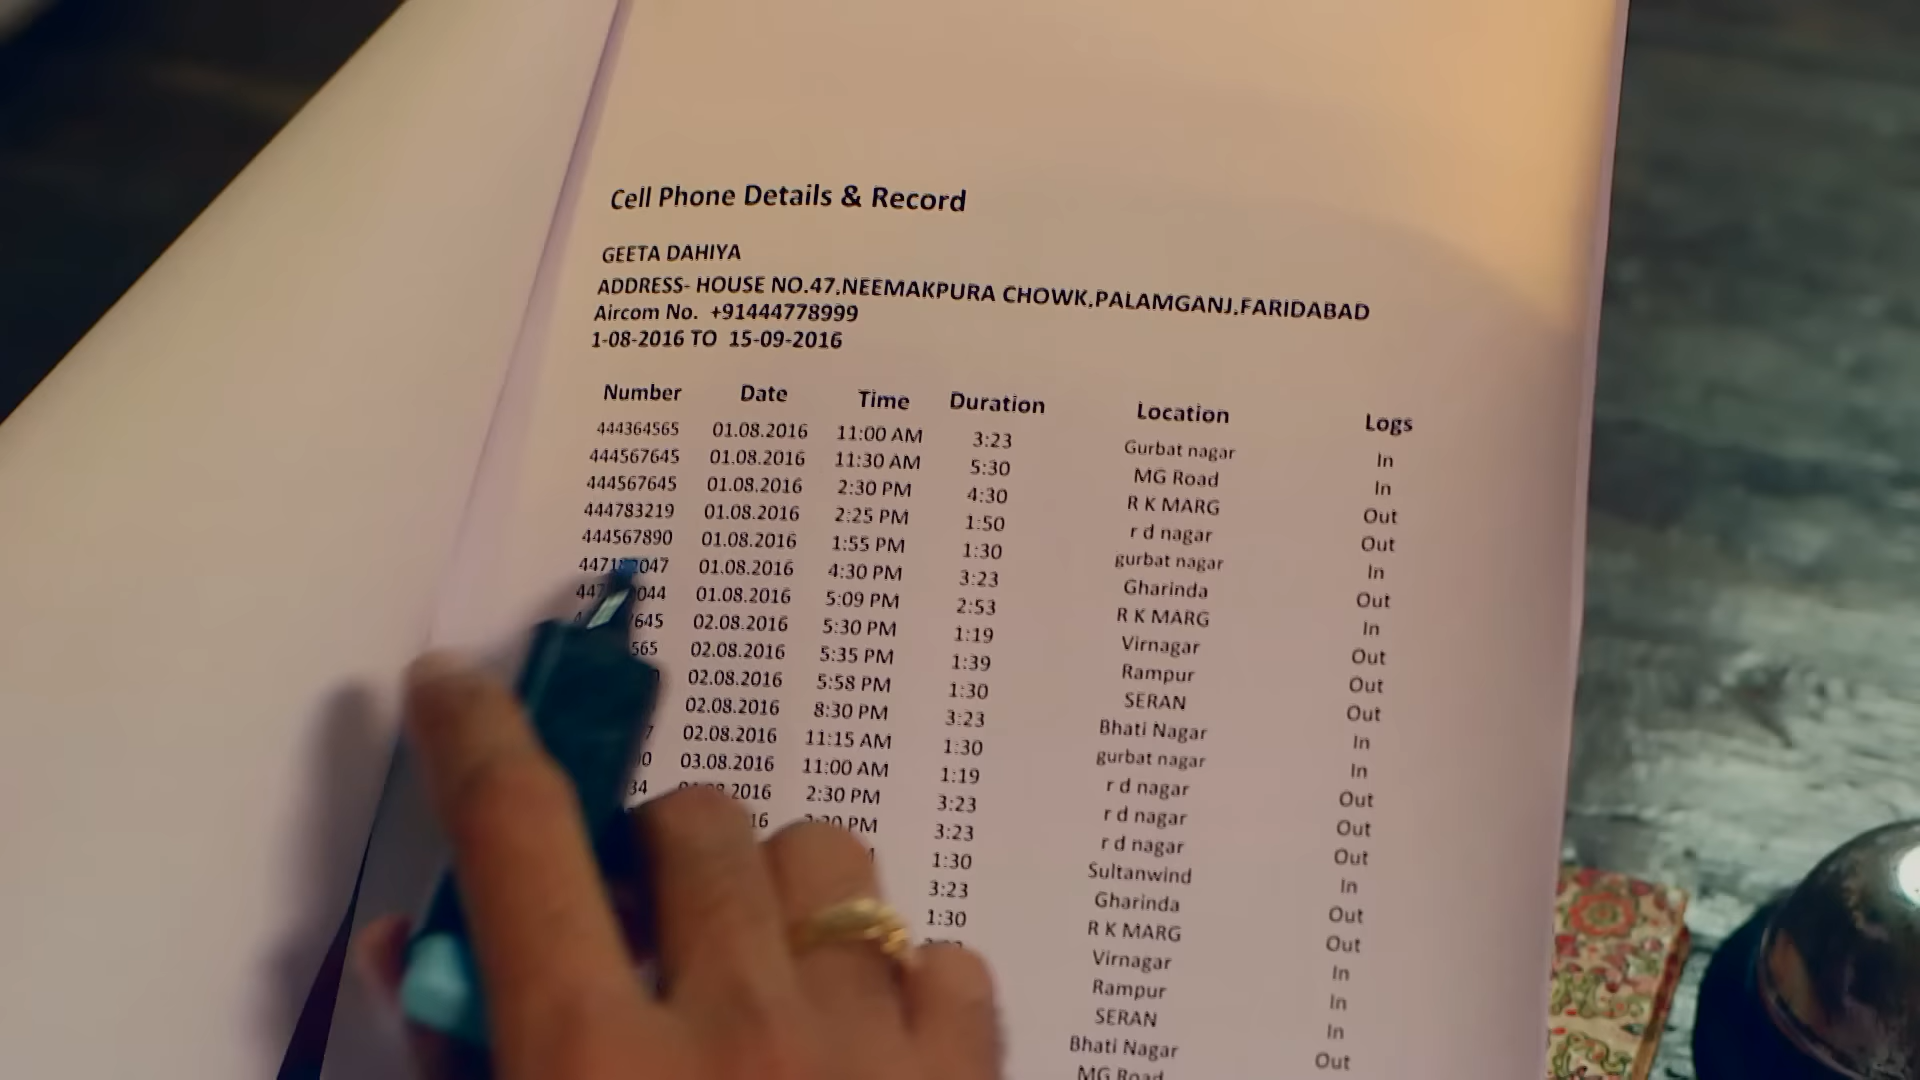 Cell Phone Details & Record
GEETA DAHIYA
ADDRESS- HOUSE NO.47,NEEMAKPURA CHOWK,PALAMGANJ,FARIDABAD
Aircom No. +91444778999
1-08-2016 TO 15-09-2016
Number Date Time Duration Location Logs
444364565 01.08.2016 11:00 AM 3:23 Gurbat nagar In
444567645 01.08.2016 11:30 AM 5:30 MG Road In
444567645 01.08.2016 2:30 PM 4:30 R K MARG Out
444783219 01.08.2016 2:25 PM 1:50 r d nagar Out
444567890 01.08.2016 1:55 PM 1:30 gurbat nagar In
01.08.2016 4:30 PM 3:23 Gharinda Out
01.08.2016 5:09 PM 2:53 R K MARG In
02.08.2016 5:30 PM 1:19 Virnagar Out
02.08.2016 5:35 PM 1:39 Rampur Out
02.08.2016 5:58 PM 1:30 SERAN Out
02.08.2016 8:30 PM 3:23 Bhati Nagar In
02.08.2016 11:15 AM 1:30 gurbat nagar In
03.08.2016 11:00 AM 1:19 r d nagar Out
2:30 PM 3:23 r d nagar Out
PM 3:23 r d nagar Out
1:30 Sultanwind In
3:23 Gharinda Out
1:30 R K MARG Out
Virnagar In
Rampur In
SERAN In
Bhati Nagar Out
MG Road